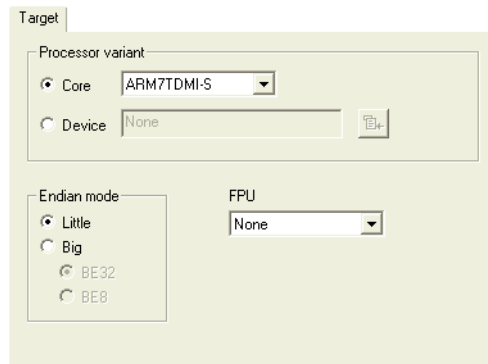 Target
Processor variant
Core ARM7TDMI-S
Device None
Endian mode
Little
Big
BE32
BE8
FPU
None